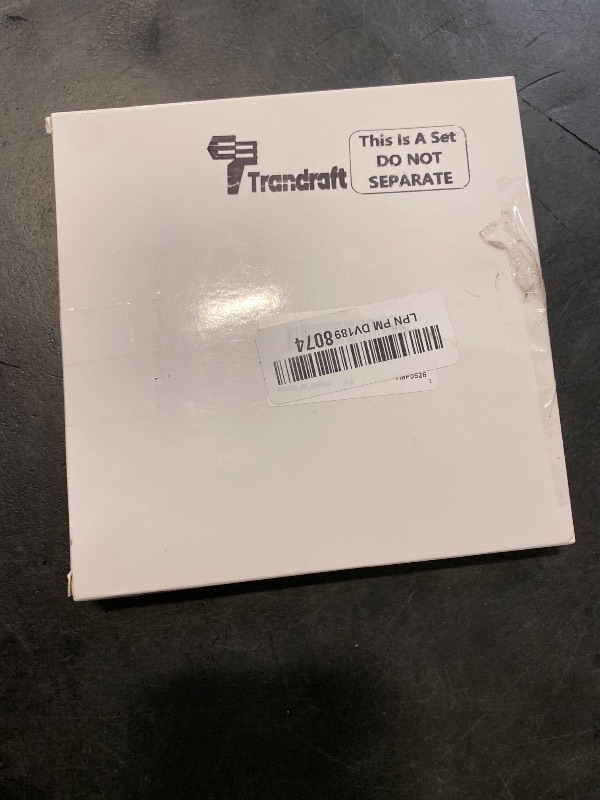 Trandraft
This Is A Set
DO NOT
SEPARATE
LPN PM DV189 8074